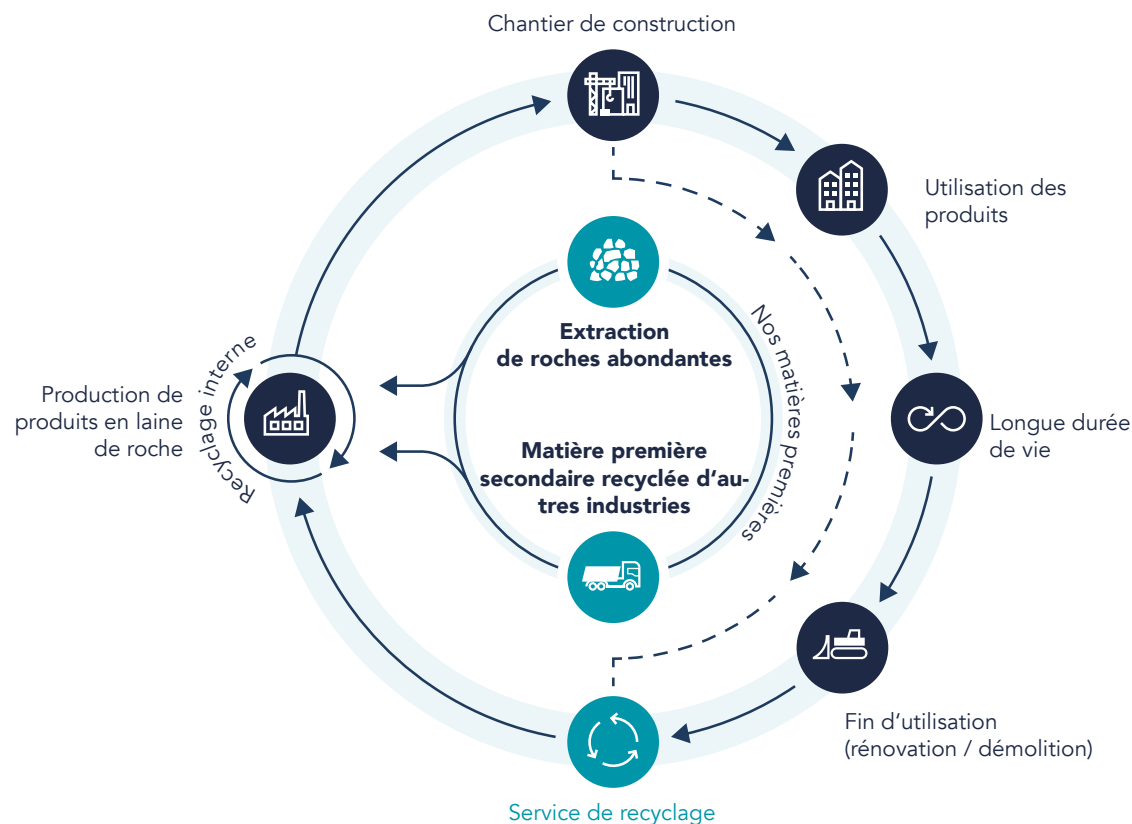 Chantier de construction
Utilisation des
produits
Extraction
de roches abondantes
Nos matières premières
Recyclage interne
Production de
produits en laine
de roche
Longue durée
de vie
Matière première
secondaire recyclée d’au-
tres industries
Fin d’utilisation
(rénovation / démolition)
Service de recyclage